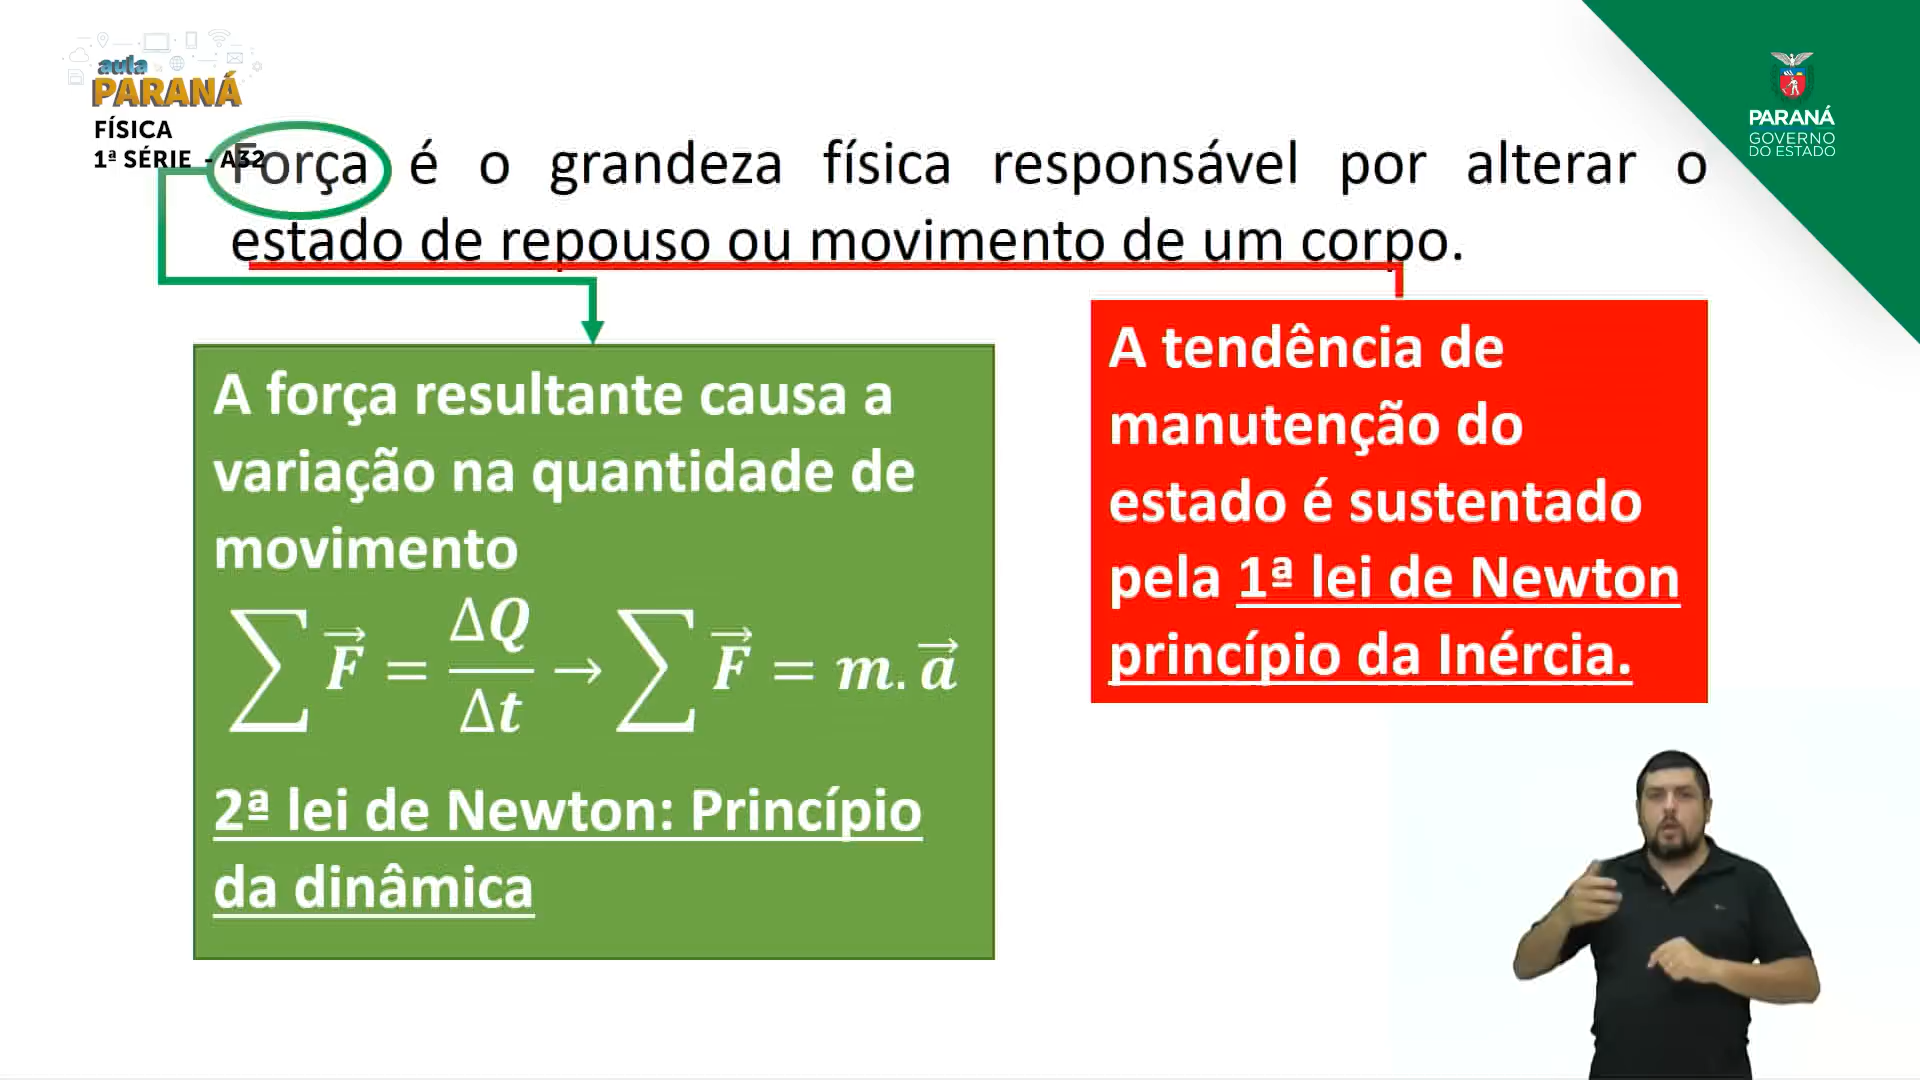 aula
PARANÁ
FÍSICA
1ª SÉRIE - A32
PARANÁ
GOVERNO
DO ESTADO
Força é o grandeza física responsável por alterar o
estado de repouso ou movimento de um corpo.
A força resultante causa a
variação na quantidade de
movimento
∑F⃗ = ΔQ/Δt → ∑F⃗ = m.a⃗
2ª lei de Newton: Princípio
da dinâmica
A tendência de
manutenção do
estado é sustentado
pela 1ª lei de Newton
princípio da Inércia.